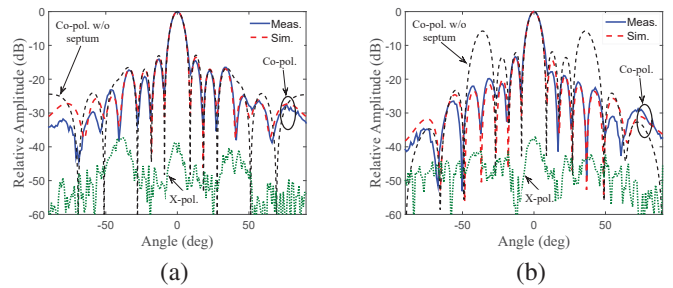 Co-pol. w/o
septum
Meas.
Sim.
Co-pol.
X-pol.
Relative Amplitude (dB)
0
-10
-20
-30
-40
-50
-60
-50
0
50
Angle (deg)
(a)
Co-pol. w/o
septum
Meas.
Sim.
Co-pol.
X-pol.
Relative Amplitude (dB)
0
-10
-20
-30
-40
-50
-60
-50
0
50
Angle (deg)
(b)